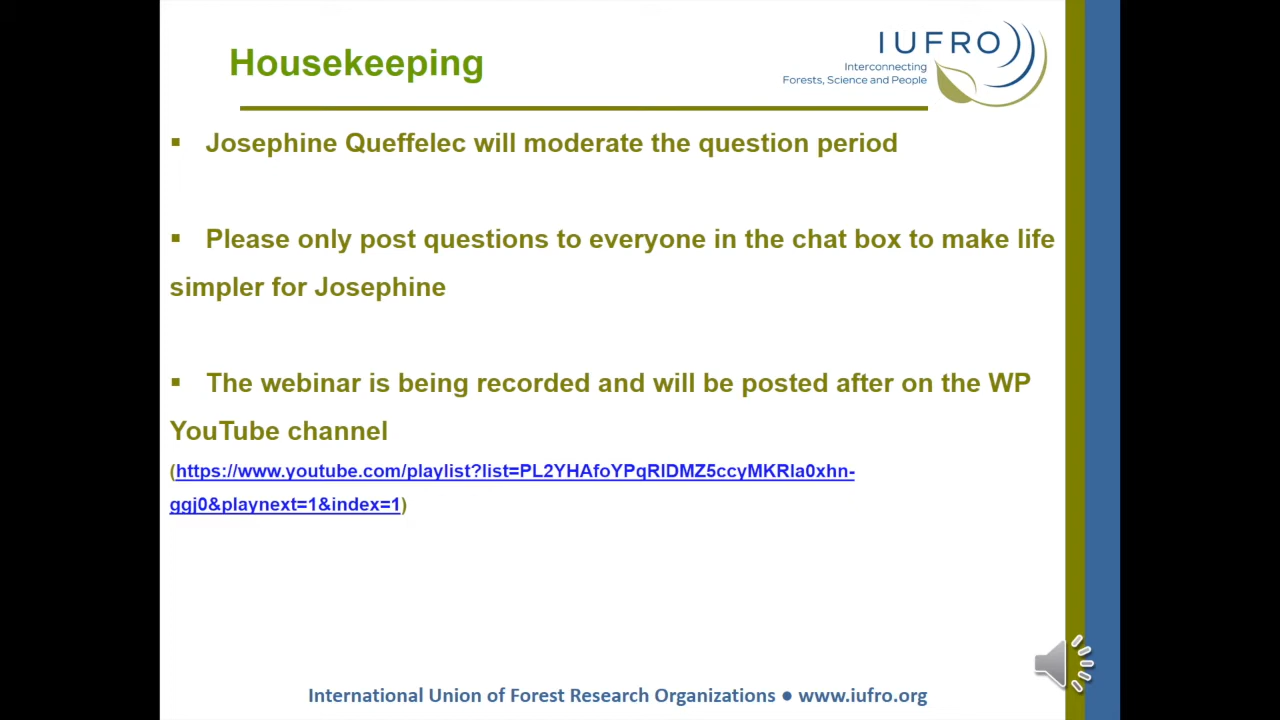 Housekeeping
IUFRO
Interconnecting
Forests, Science and People
▪ Josephine Queffelec will moderate the question period
▪ Please only post questions to everyone in the chat box to make life
simpler for Josephine
▪ The webinar is being recorded and will be posted after on the WP
YouTube channel
(https://www.youtube.com/playlist?list=PL2YHAfoYPqRlDMZ5ccyMKRla0xhn-
ggj0&playnext=1&index=1)
International Union of Forest Research Organizations ● www.iufro.org